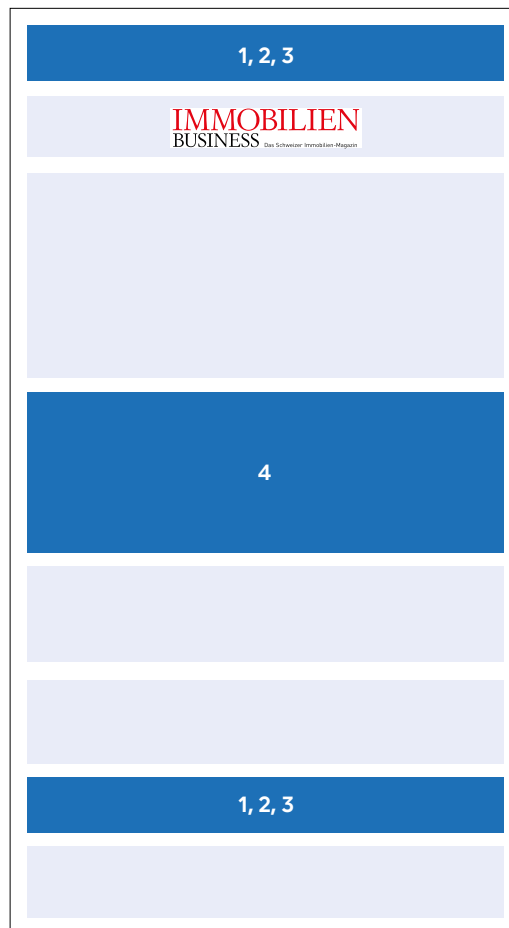 1, 2, 3
IMMOBILIEN
BUSINESS Das Schweizer Immobilien-Magazin
4
1, 2, 3